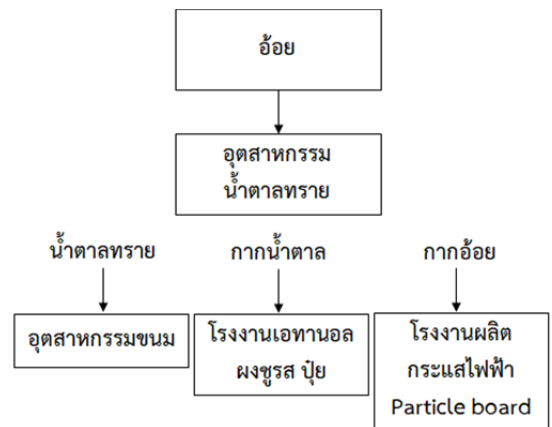 อ้อย
อุตสาหกรรม
น้ำตาลทราย
น้ำตาลทราย
กากน้ำตาล
กากอ้อย
อุตสาหกรรมขนม
โรงงานเอทานอล
ผงชูรส ปุ๋ย
โรงงานผลิต
กระแสไฟฟ้า
Particle board